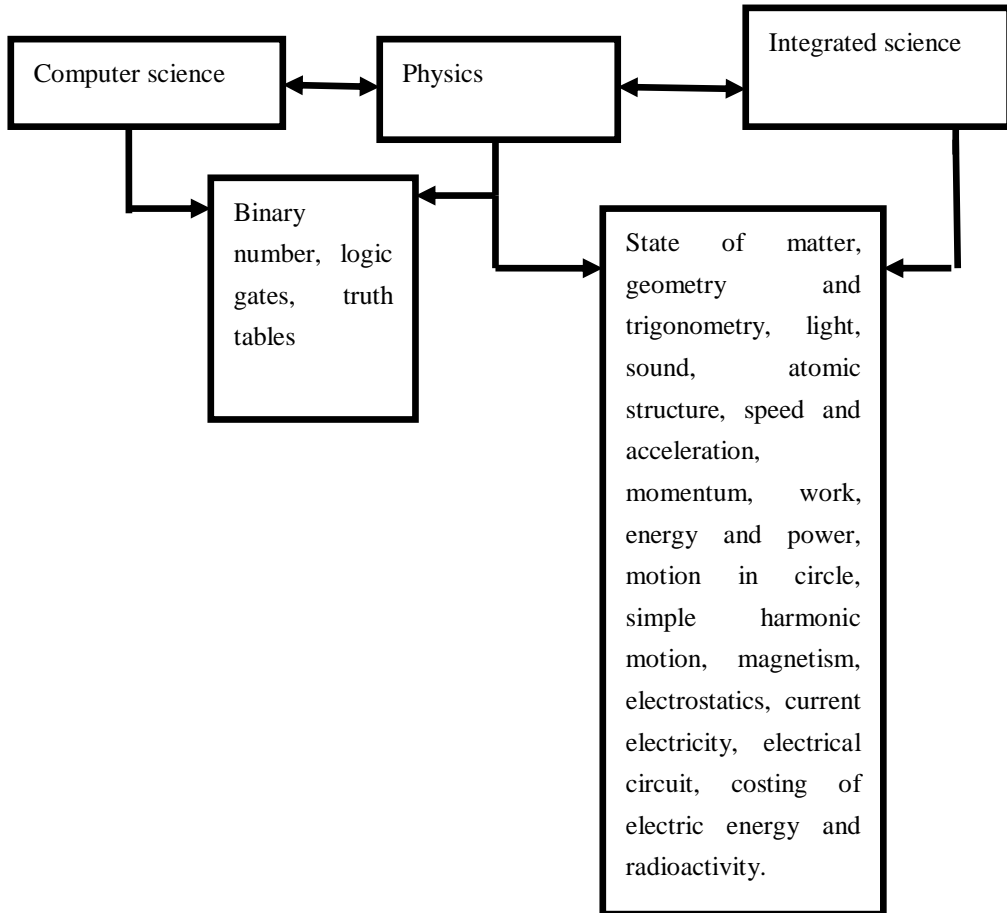 Computer science
Physics
Integrated science
Binary
number, logic
gates, truth
tables
State of matter,
geometry and
trigonometry, light,
sound, atomic
structure, speed and
acceleration,
momentum, work,
energy and power,
motion in circle,
simple harmonic
motion, magnetism,
electrostatics, current
electricity, electrical
circuit, costing of
electric energy and
radioactivity.